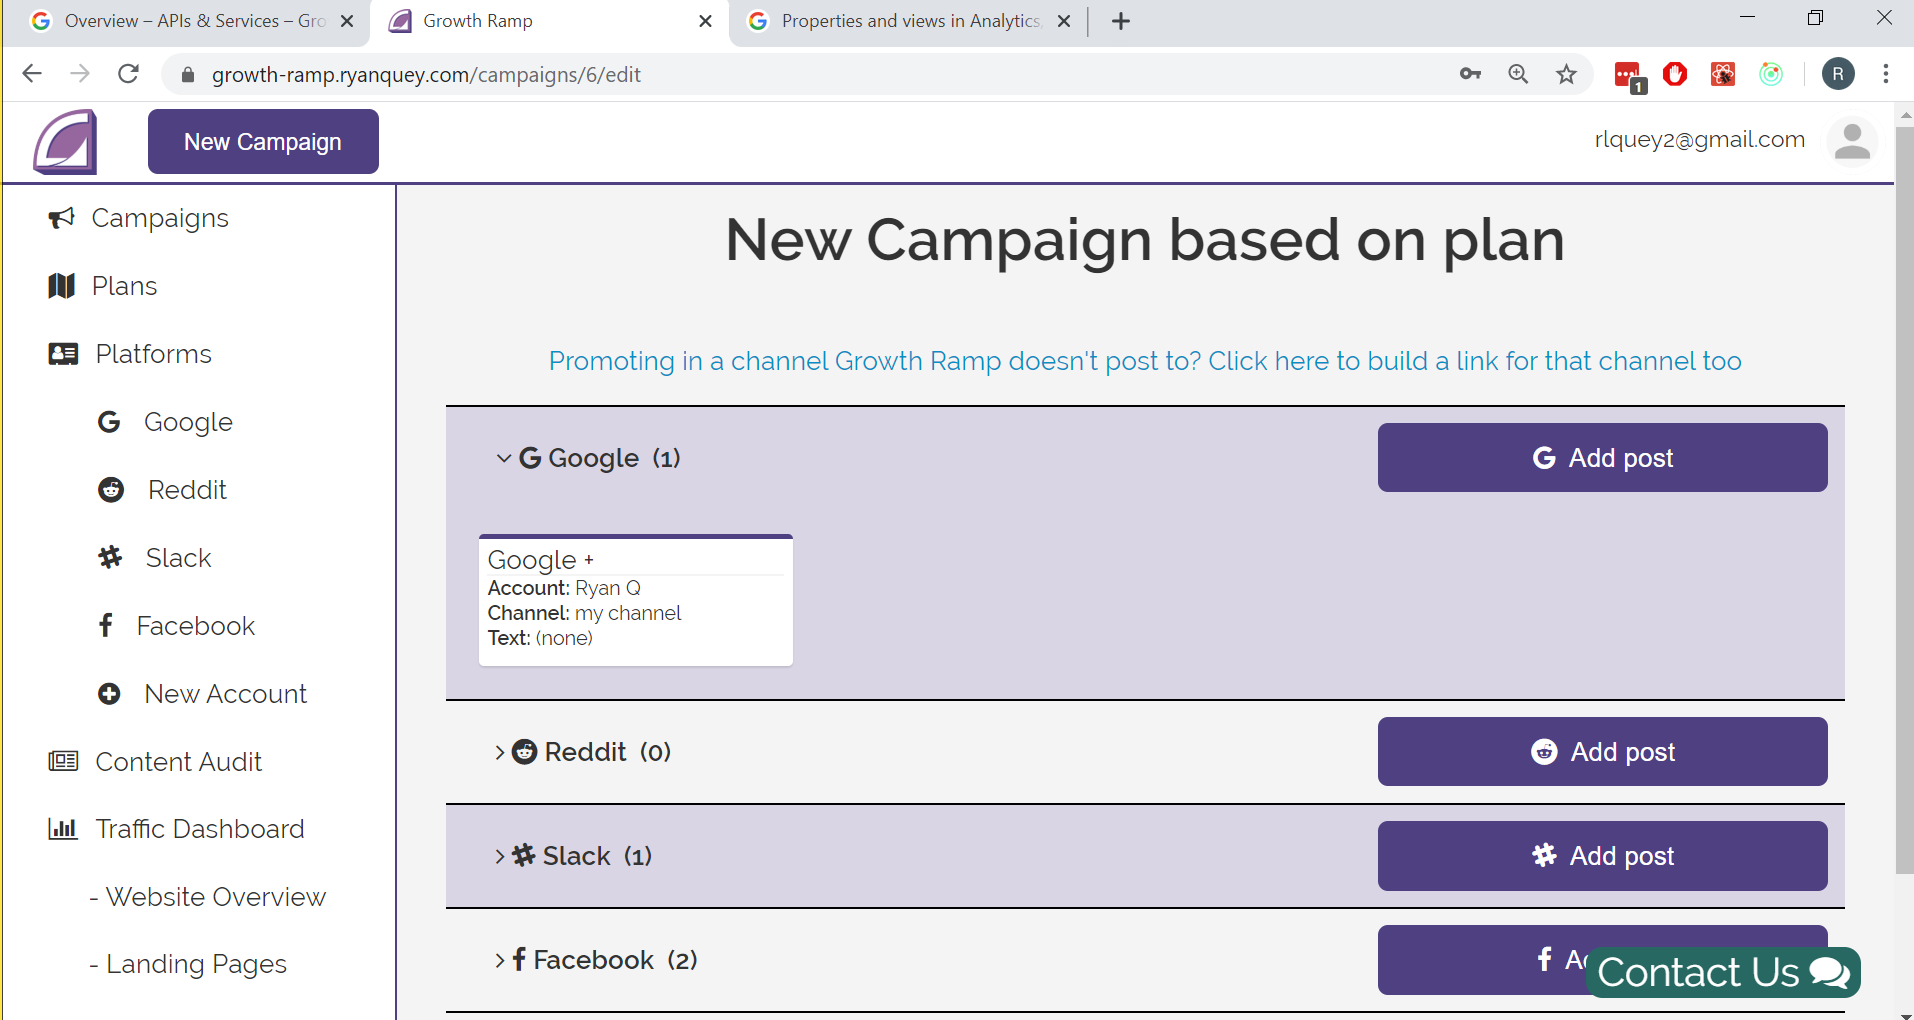 Overview – APIs & Services – Gro
Growth Ramp
Properties and views in Analytics,
growth-ramp.ryanquey.com/campaigns/6/edit
1
R
New Campaign
rlquey2@gmail.com
Campaigns
Plans
Platforms
Google
Reddit
Slack
Facebook
New Account
Content Audit
Traffic Dashboard
- Website Overview
- Landing Pages
New Campaign based on plan
Promoting in a channel Growth Ramp doesn't post to? Click here to build a link for that channel too
Google (1)
Add post
Google +
Account: Ryan Q
Channel: my channel
Text: (none)
Reddit (0)
Add post
Slack (1)
Add post
Facebook (2)
Contact Us